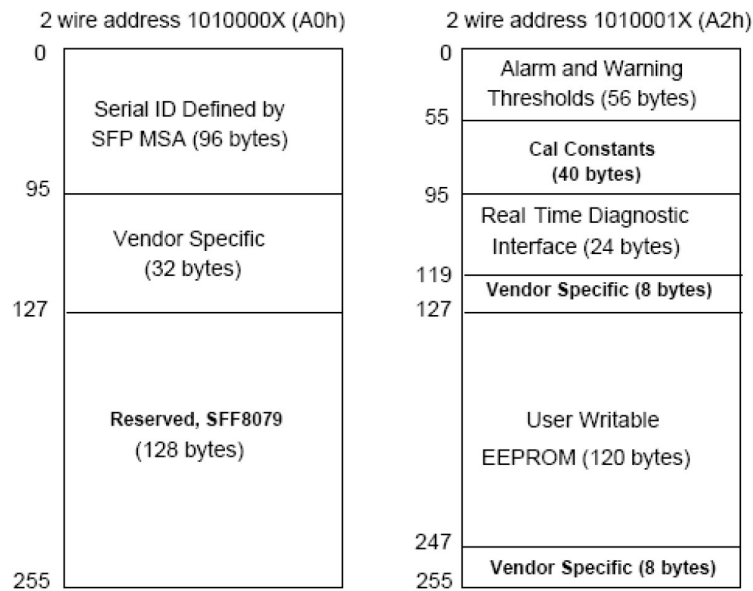 2 wire address 1010000X (A0h)
0
Serial ID Defined by
SFP MSA (96 bytes)
95
Vendor Specific
(32 bytes)
127
Reserved, SFF8079
(128 bytes)
255
2 wire address 1010001X (A2h)
0
Alarm and Warning
Thresholds (56 bytes)
55
Cal Constants
(40 bytes)
95
Real Time Diagnostic
Interface (24 bytes)
119
Vendor Specific (8 bytes)
127
User Writable
EEPROM (120 bytes)
247
Vendor Specific (8 bytes)
255